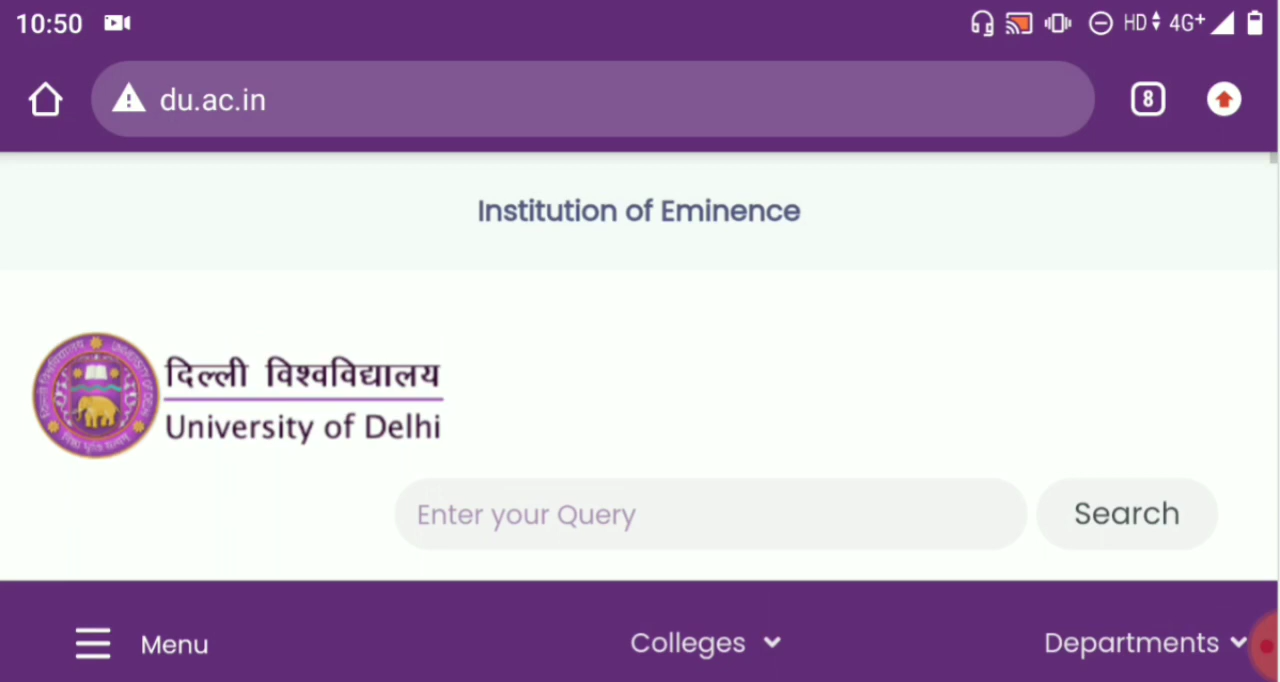 10:50
HD 4G+
du.ac.in
8
Institution of Eminence
दिल्ली विश्वविद्यालय
University of Delhi
Enter your Query
Search
Menu
Colleges
Departments